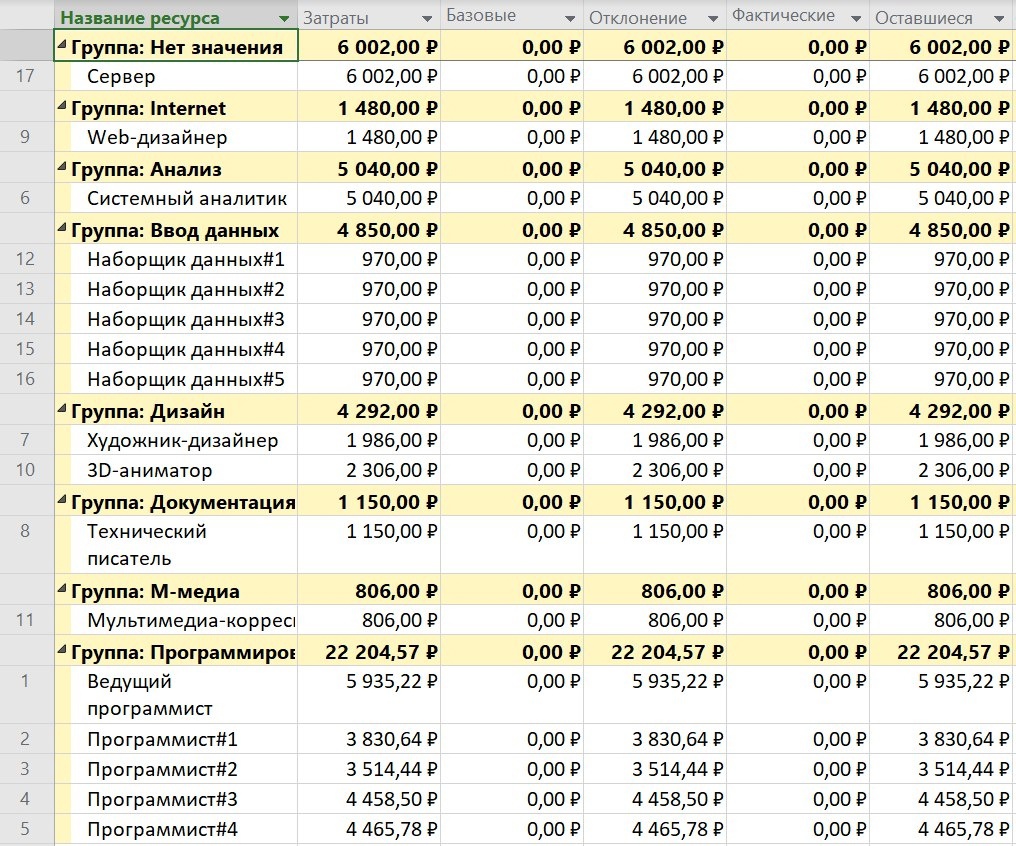 Название ресурса Затраты Базовые Отклонение Фактические Оставшиеся
Группа: Нет значения 6 002,00 ₽ 0,00 ₽ 6 002,00 ₽ 0,00 ₽ 6 002,00 ₽
17 Сервер 6 002,00 ₽ 0,00 ₽ 6 002,00 ₽ 0,00 ₽ 6 002,00 ₽
Группа: Internet 1 480,00 ₽ 0,00 ₽ 1 480,00 ₽ 0,00 ₽ 1 480,00 ₽
9 Web-дизайнер 1 480,00 ₽ 0,00 ₽ 1 480,00 ₽ 0,00 ₽ 1 480,00 ₽
Группа: Анализ 5 040,00 ₽ 0,00 ₽ 5 040,00 ₽ 0,00 ₽ 5 040,00 ₽
6 Системный аналитик 5 040,00 ₽ 0,00 ₽ 5 040,00 ₽ 0,00 ₽ 5 040,00 ₽
Группа: Ввод данных 4 850,00 ₽ 0,00 ₽ 4 850,00 ₽ 0,00 ₽ 4 850,00 ₽
12 Наборщик данных#1 970,00 ₽ 0,00 ₽ 970,00 ₽ 0,00 ₽ 970,00 ₽
13 Наборщик данных#2 970,00 ₽ 0,00 ₽ 970,00 ₽ 0,00 ₽ 970,00 ₽
14 Наборщик данных#3 970,00 ₽ 0,00 ₽ 970,00 ₽ 0,00 ₽ 970,00 ₽
15 Наборщик данных#4 970,00 ₽ 0,00 ₽ 970,00 ₽ 0,00 ₽ 970,00 ₽
16 Наборщик данных#5 970,00 ₽ 0,00 ₽ 970,00 ₽ 0,00 ₽ 970,00 ₽
Группа: Дизайн 4 292,00 ₽ 0,00 ₽ 4 292,00 ₽ 0,00 ₽ 4 292,00 ₽
7 Художник-дизайнер 1 986,00 ₽ 0,00 ₽ 1 986,00 ₽ 0,00 ₽ 1 986,00 ₽
10 3D-аниматор 2 306,00 ₽ 0,00 ₽ 2 306,00 ₽ 0,00 ₽ 2 306,00 ₽
Группа: Документация 1 150,00 ₽ 0,00 ₽ 1 150,00 ₽ 0,00 ₽ 1 150,00 ₽
8 Технический 1 150,00 ₽ 0,00 ₽ 1 150,00 ₽ 0,00 ₽ 1 150,00 ₽
писатель
Группа: М-медиа 806,00 ₽ 0,00 ₽ 806,00 ₽ 0,00 ₽ 806,00 ₽
11 Мультимедиа-корресп 806,00 ₽ 0,00 ₽ 806,00 ₽ 0,00 ₽ 806,00 ₽
Группа: Программиров 22 204,57 ₽ 0,00 ₽ 22 204,57 ₽ 0,00 ₽ 22 204,57 ₽
1 Ведущий 5 935,22 ₽ 0,00 ₽ 5 935,22 ₽ 0,00 ₽ 5 935,22 ₽
программист
2 Программист#1 3 830,64 ₽ 0,00 ₽ 3 830,64 ₽ 0,00 ₽ 3 830,64 ₽
3 Программист#2 3 514,44 ₽ 0,00 ₽ 3 514,44 ₽ 0,00 ₽ 3 514,44 ₽
4 Программист#3 4 458,50 ₽ 0,00 ₽ 4 458,50 ₽ 0,00 ₽ 4 458,50 ₽
5 Программист#4 4 465,78 ₽ 0,00 ₽ 4 465,78 ₽ 0,00 ₽ 4 465,78 ₽